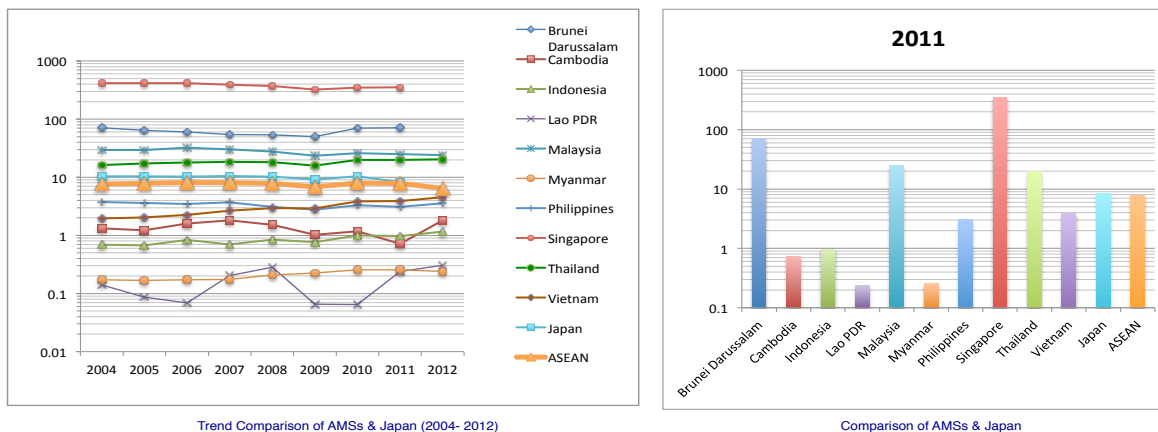 Brunei
Darussalam
Cambodia
Indonesia
Lao PDR
Malaysia
Myanmar
Philippines
Singapore
Thailand
Vietnam
Japan
ASEAN
1000
100
10
1
0.1
0.01
2004 2005 2006 2007 2008 2009 2010 2011 2012
Trend Comparison of AMSs & Japan (2004- 2012)
2011
1000
100
10
1
0.1
Brunei Darussalam
Cambodia
Indonesia
Lao PDR
Malaysia
Myanmar
Philippines
Singapore
Thailand
Vietnam
Japan
ASEAN
Comparison of AMSs & Japan